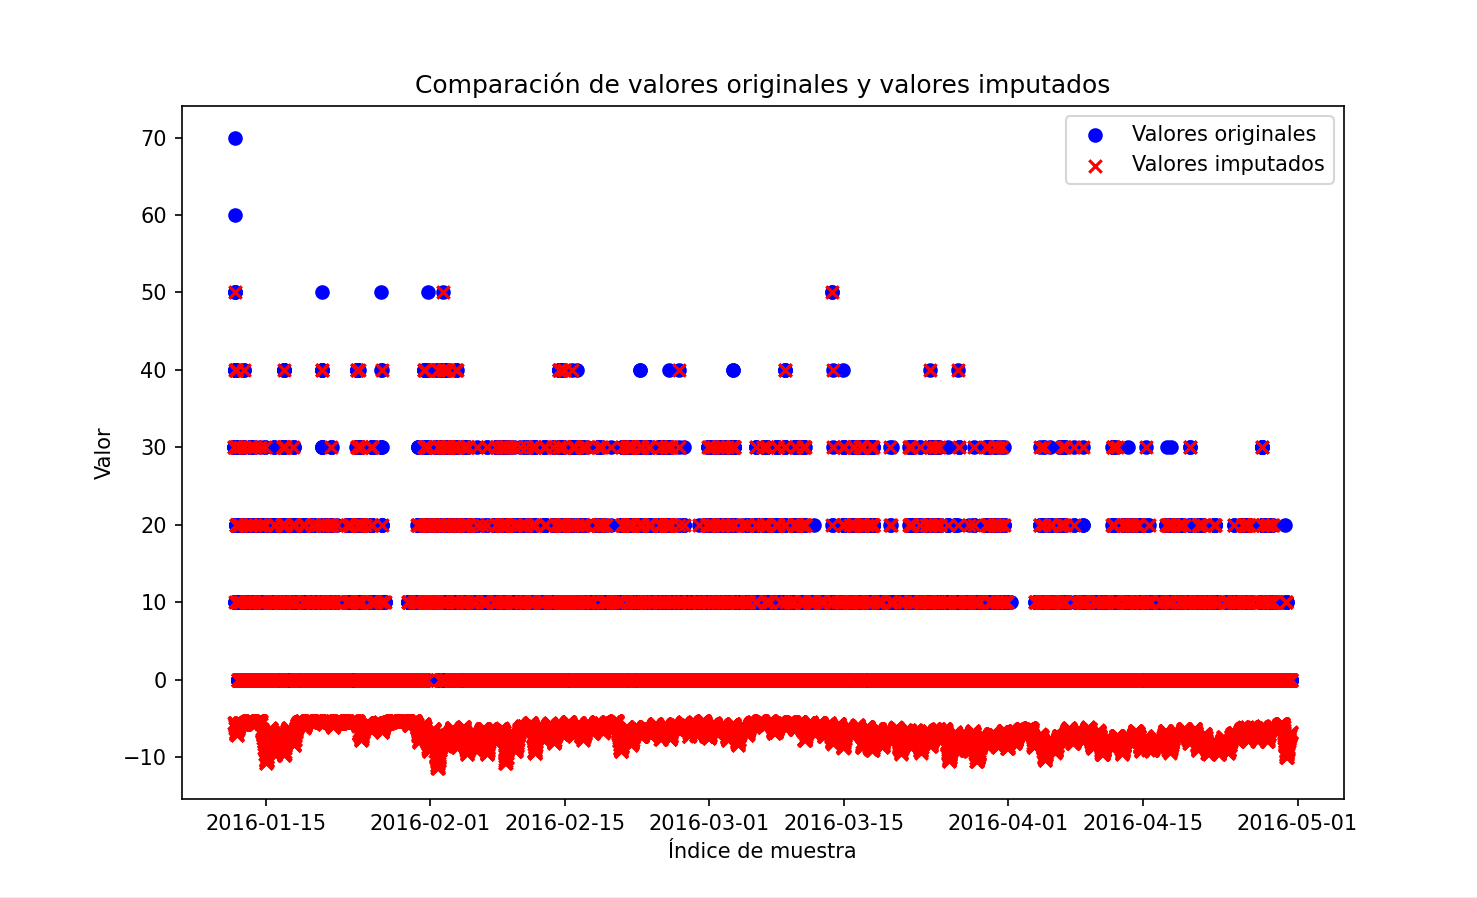 Comparación de valores originales y valores imputados
Valores originales
Valores imputados
70
60
50
40
30
20
10
0
−10
Valor
2016-01-15 2016-02-01 2016-02-15 2016-03-01 2016-03-15 2016-04-01 2016-04-15 2016-05-01
Índice de muestra